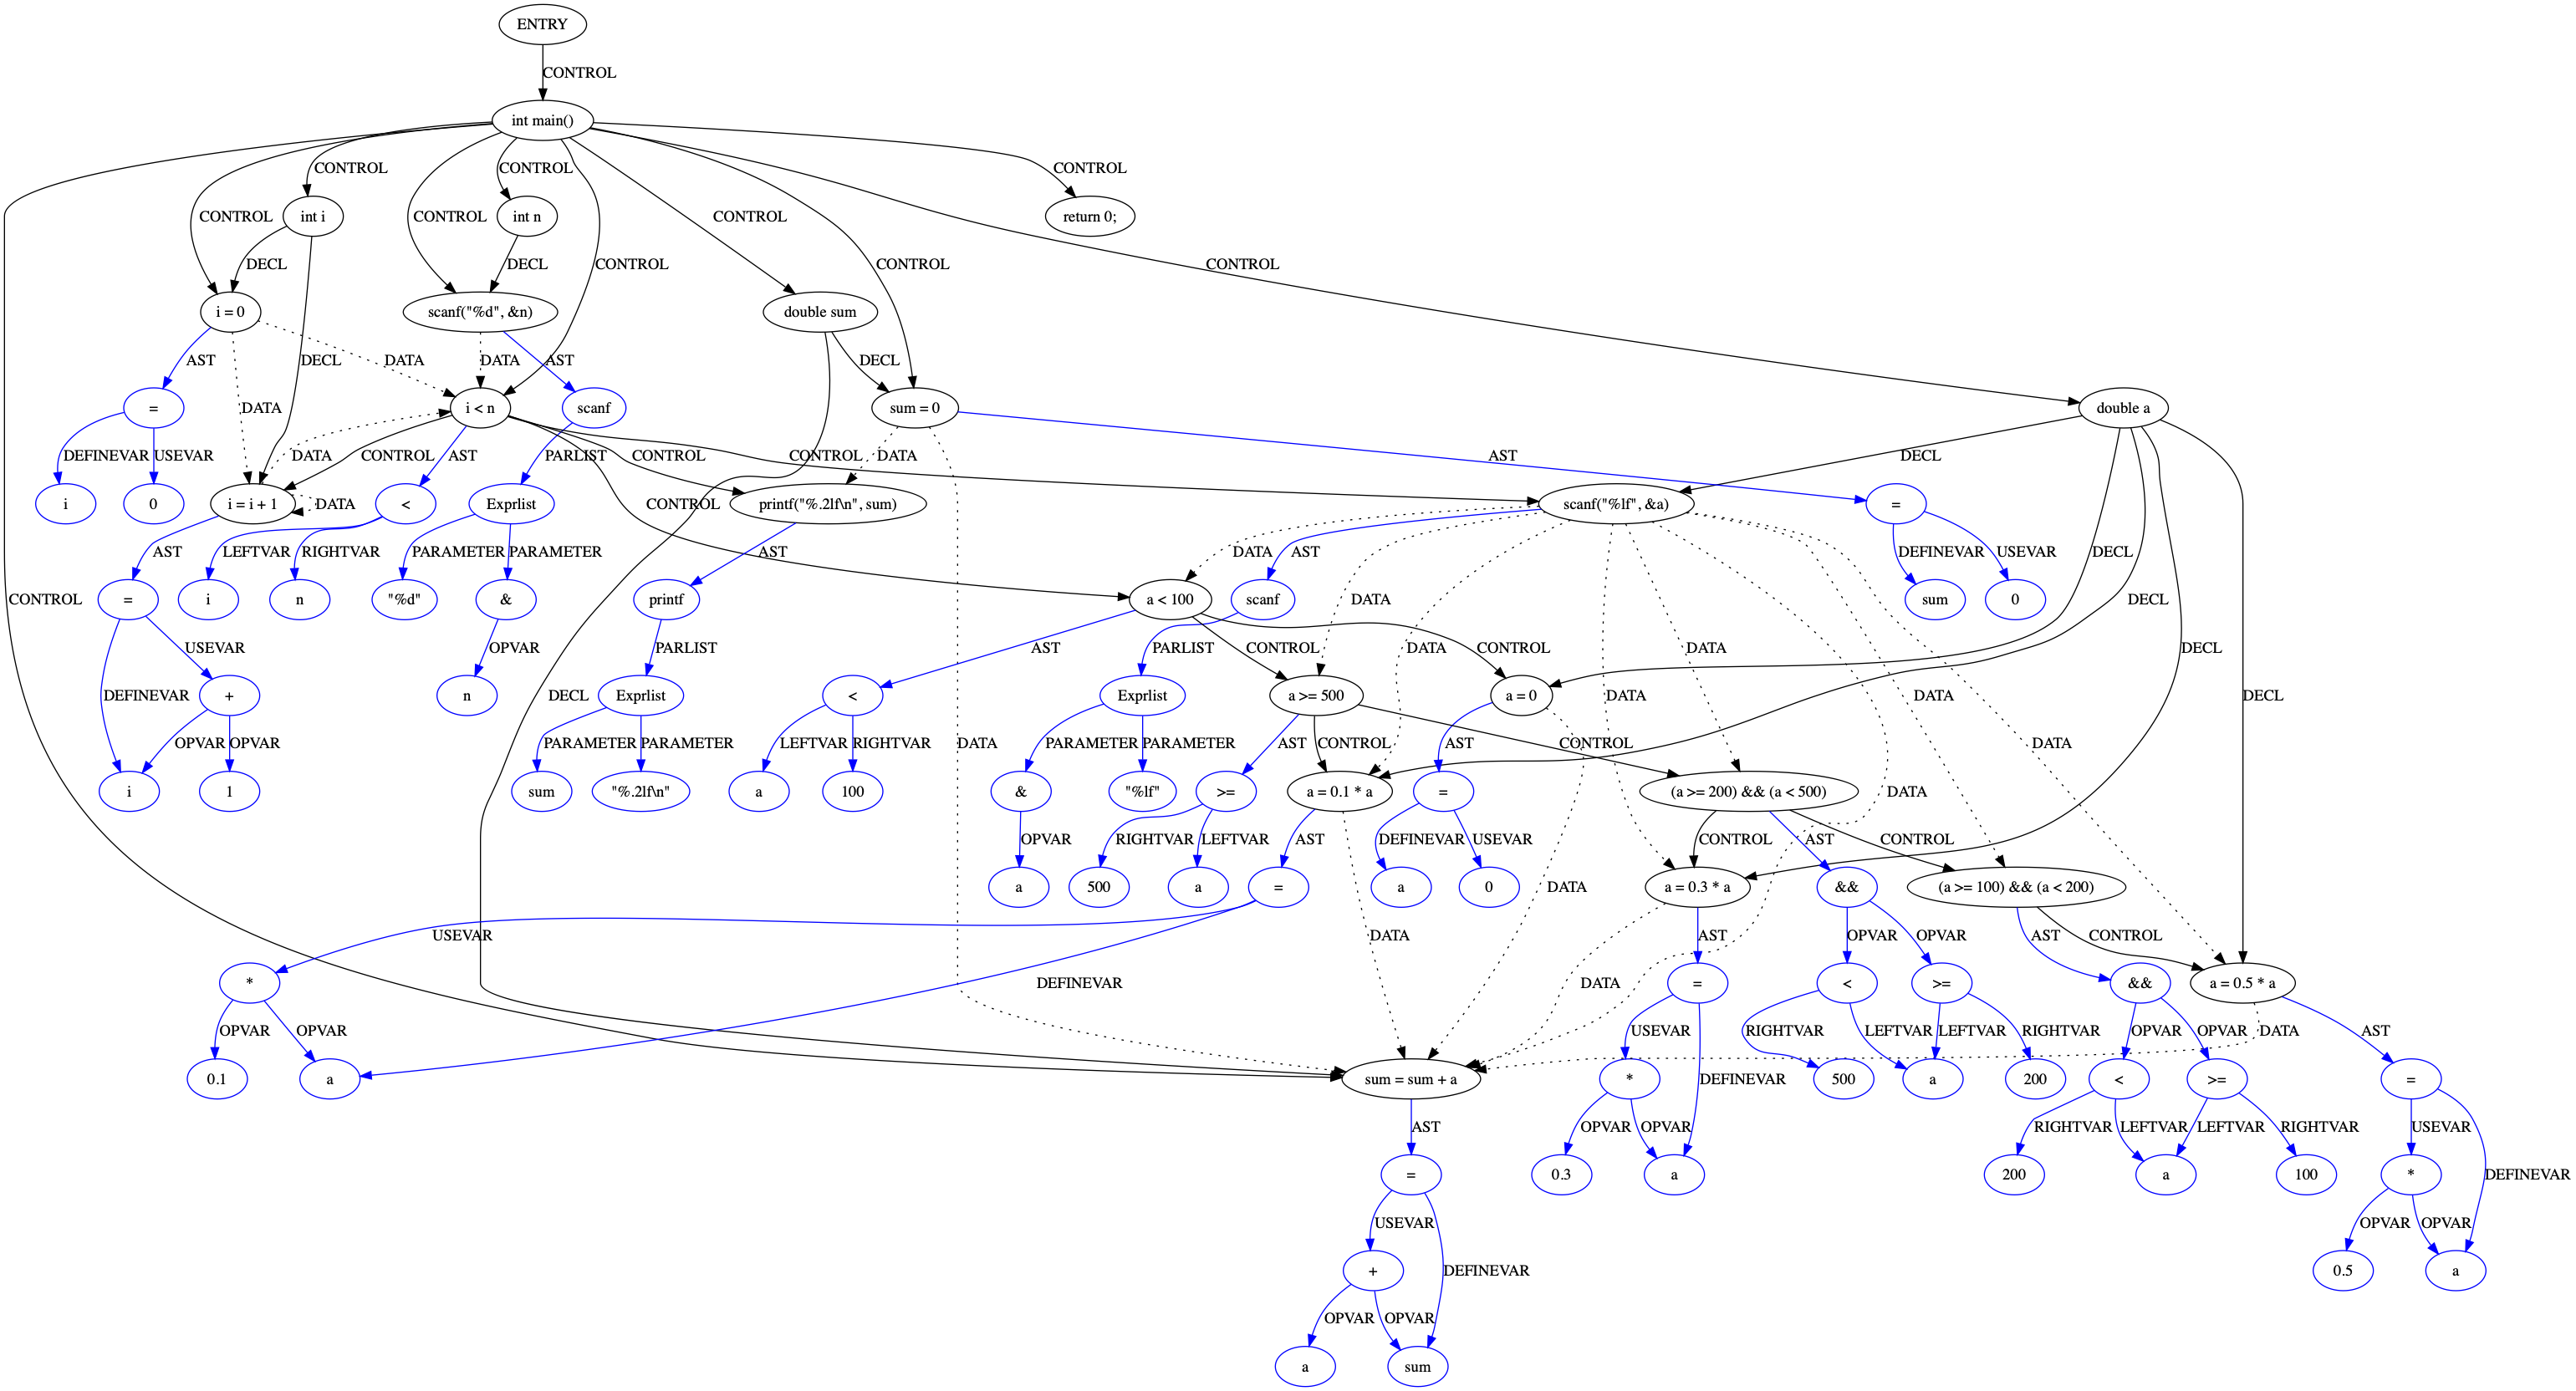 ENTRY
CONTROL
int main()
CONTROL
CONTROL
CONTROL
CONTROL
int i
int n
return 0;
CONTROL
CONTROL
CONTROL
DECL
DECL
CONTROL
CONTROL
CONTROL
i = 0
scanf("%d", &n)
double sum
AST
DATA
DECL
DATA
AST
DECL
=
i < n
scanf
sum = 0
double a
DATA
DEFINEVAR
USEVAR
DATA
CONTROL
AST
PARLIST
CONTROL
CONTROL
DATA
AST
DECL
i
0
i = i + 1
DATA
<
Exprlist
CONTROL
printf("%.2lf\n", sum)
scanf("%lf", &a)
=
AST
LEFTVAR
RIGHTVAR
PARAMETER
PARAMETER
AST
DATA
AST
DEFINEVAR
USEVAR
DECL
CONTROL
=
i
n
"%d"
&
printf
a < 100
scanf
DATA
sum
0
DECL
USEVAR
OPVAR
PARLIST
AST
CONTROL
PARLIST
CONTROL
DATA
DATA
DECL
DEFINEVAR
+
n
DECL
Exprlist
<
Exprlist
a >= 500
a = 0
DATA
DATA
DECL
OPVAR
OPVAR
PARAMETER
PARAMETER
DATA
LEFTVAR
RIGHTVAR
PARAMETER
PARAMETER
AST
CONTROL
AST
CONTROL
DATA
i
1
sum
"%.2lf\n"
a
100
&
"%lf"
>=
a = 0.1 * a
=
(a >= 200) && (a < 500)
DATA
OPVAR
RIGHTVAR
LEFTVAR
AST
DEFINEVAR
USEVAR
CONTROL
AST
CONTROL
a
500
a
=
a
0
DATA
a = 0.3 * a
&&
(a >= 100) && (a < 200)
USEVAR
DATA
AST
OPVAR
OPVAR
AST
CONTROL
*
DEFINEVAR
DATA
=
<
>=
&&
a = 0.5 * a
OPVAR
OPVAR
USEVAR
RIGHTVAR
LEFTVAR
LEFTVAR
RIGHTVAR
OPVAR
OPVAR
DATA
AST
0.1
a
sum = sum + a
*
DEFINEVAR
500
a
200
<
>=
=
AST
OPVAR
OPVAR
RIGHTVAR
LEFTVAR
LEFTVAR
RIGHTVAR
USEVAR
=
0.3
a
200
a
100
*
DEFINEVAR
USEVAR
OPVAR
OPVAR
+
DEFINEVAR
0.5
a
OPVAR
OPVAR
a
sum